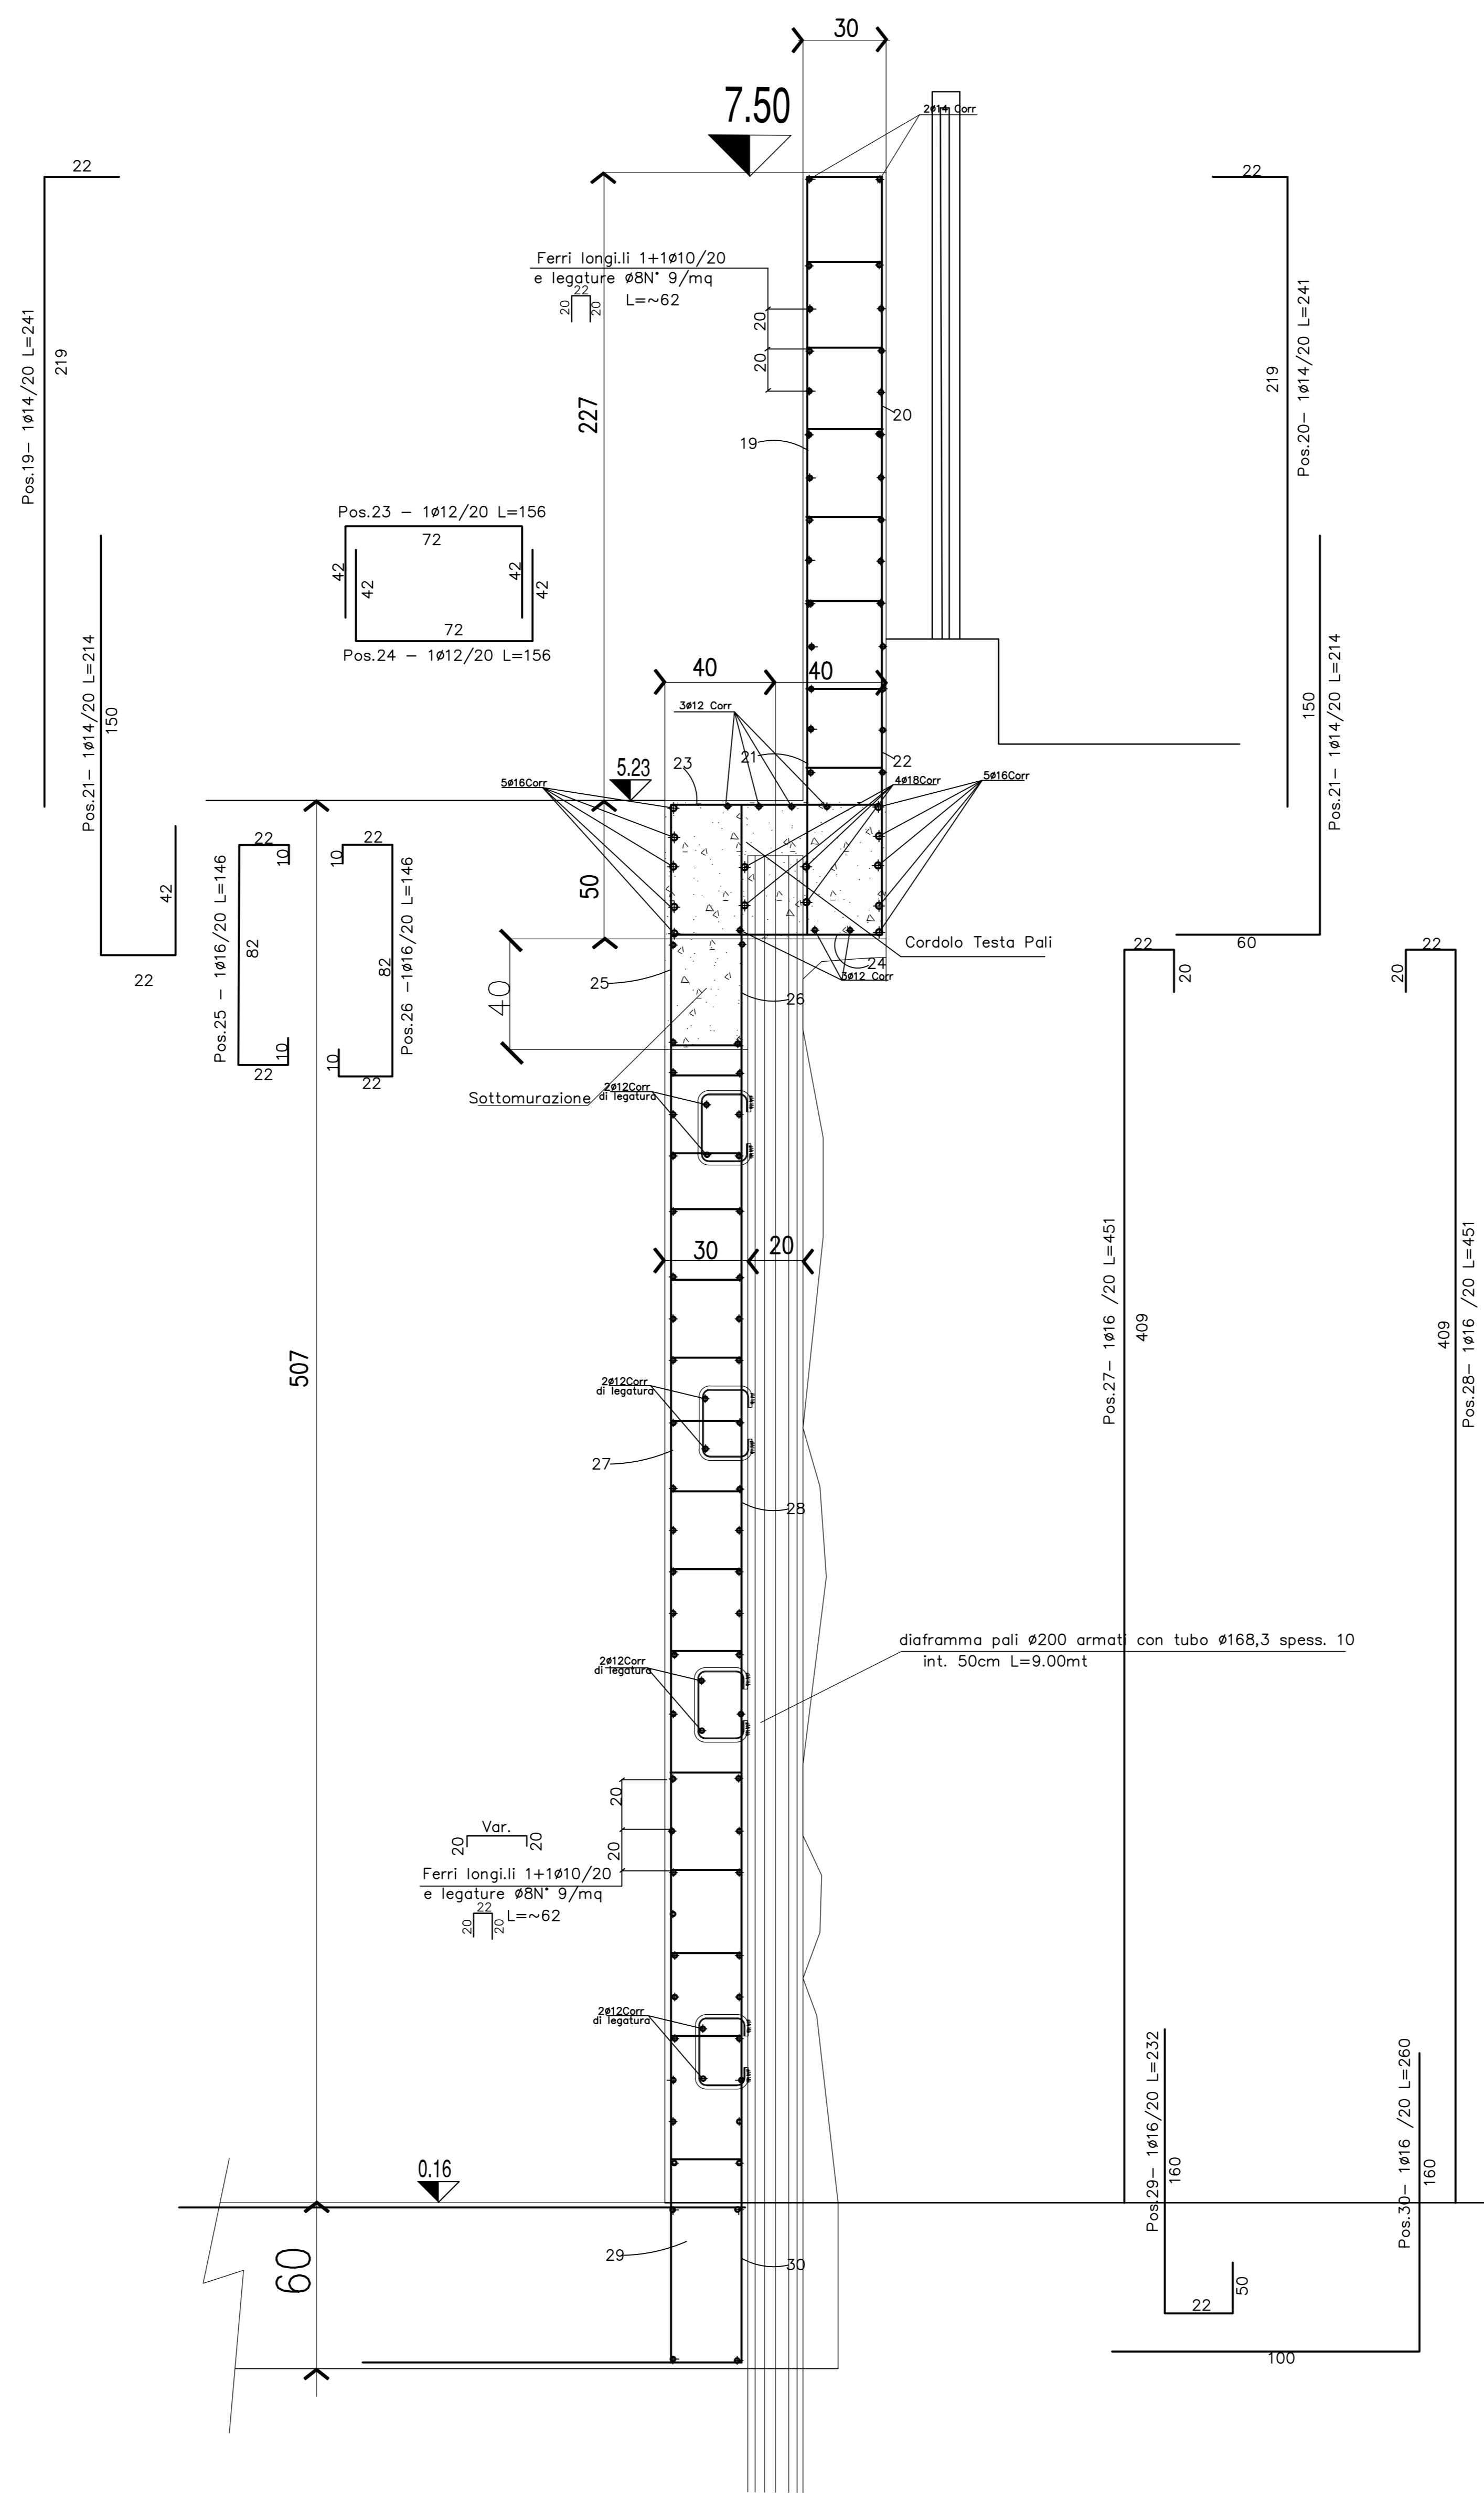 30
7.50
2ø14 Corr
22
22
Ferri longi.li 1+1ø10/20
e legature Ø8N° 9/mq
22
20
20
L=~62
20
20
Pos.19- 1ø14/20 L=241
219
227
19
20
219
Pos.20- 1ø14/20 L=241
Pos.23 - 1ø12/20 L=156
72
42
42
42
42
72
Pos.24 - 1ø12/20 L=156
Pos.21- 1ø14/20 L=214
150
42
22
40
40
3ø12 Corr
150
Pos.21- 1ø14/20 L=214
60
5.23
23
21
22
5ø16Corr
4ø18Corr
5ø16Corr
50
Cordolo Testa Pali
24
3ø12 Corr
25
26
40
Sottomurazione
22
10
Pos.25 - 1ø16/20 L=146
82
10
22
22
10
82
Pos.26 -1ø16/20 L=146
10
22
22
20
22
20
2ø12Corr
di legatura
30
20
507
Pos.27- 1ø16 /20 L=451
409
409
Pos.28- 1ø16 /20 L=451
2ø12Corr
di legatura
27
28
diaframma pali Ø200 armati con tubo Ø168,3 spess. 10
int. 50cm L=9.00mt
2ø12Corr
di legatura
20
20
Var.
20
20
Ferri longi.li 1+1ø10/20
e legature Ø8N° 9/mq
22
20
20
L=~62
2ø12Corr
di legatura
0.16
60
29
30
Pos.29- 1ø16/20 L=232
160
50
22
Pos.30- 1ø16 /20 L=260
160
100